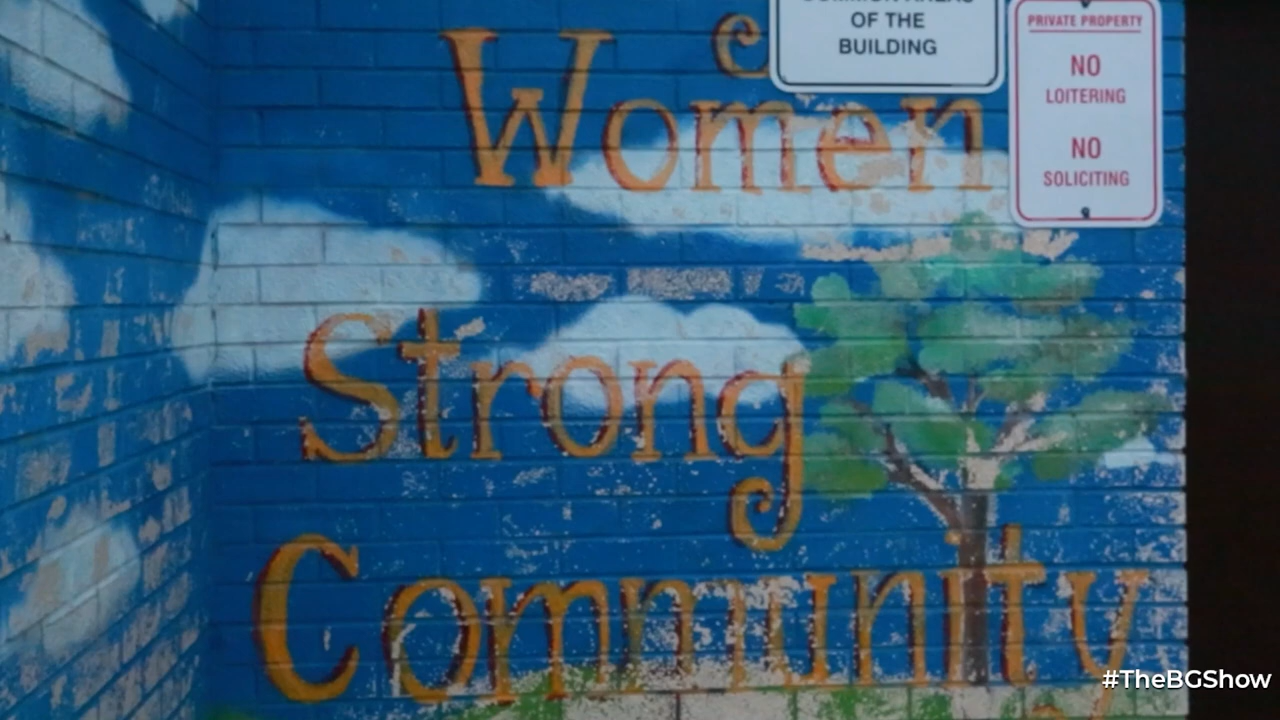 OF THE
BUILDING
PRIVATE PROPERTY
NO
LOITERING
NO
SOLICITING
Women
Strong
Community
#TheBGShow